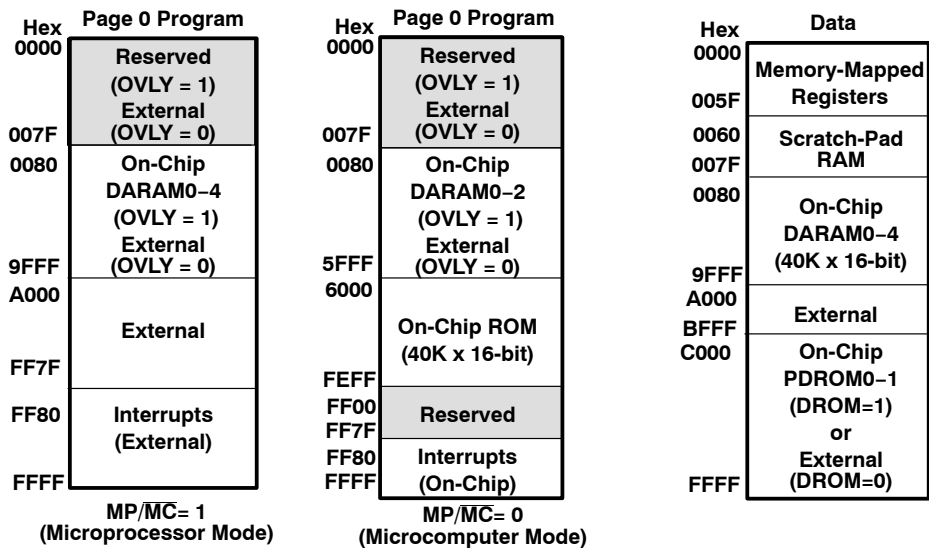 Page 0 Program
Hex
0000
Reserved
(OVLY = 1)
External
(OVLY = 0)
007F
0080
On-Chip
DARAM0−4
(OVLY = 1)
External
(OVLY = 0)
9FFF
A000
External
FF7F
FF80
Interrupts
(External)
FFFF
MP/MC= 1
(Microprocessor Mode)
Page 0 Program
Hex
0000
Reserved
(OVLY = 1)
External
(OVLY = 0)
007F
0080
On-Chip
DARAM0−2
(OVLY = 1)
External
(OVLY = 0)
5FFF
6000
On-Chip ROM
(40K x 16-bit)
FEFF
FF00
Reserved
FF7F
FF80
Interrupts
FFFF
(On-Chip)
MP/MC= 0
(Microcomputer Mode)
Data
Hex
0000
Memory-Mapped
Registers
005F
0060
Scratch-Pad
RAM
007F
0080
On-Chip
DARAM0−4
(40K x 16-bit)
9FFF
A000
External
BFFF
C000
On-Chip
PDROM0-1
(DROM=1)
or
External
(DROM=0)
FFFF